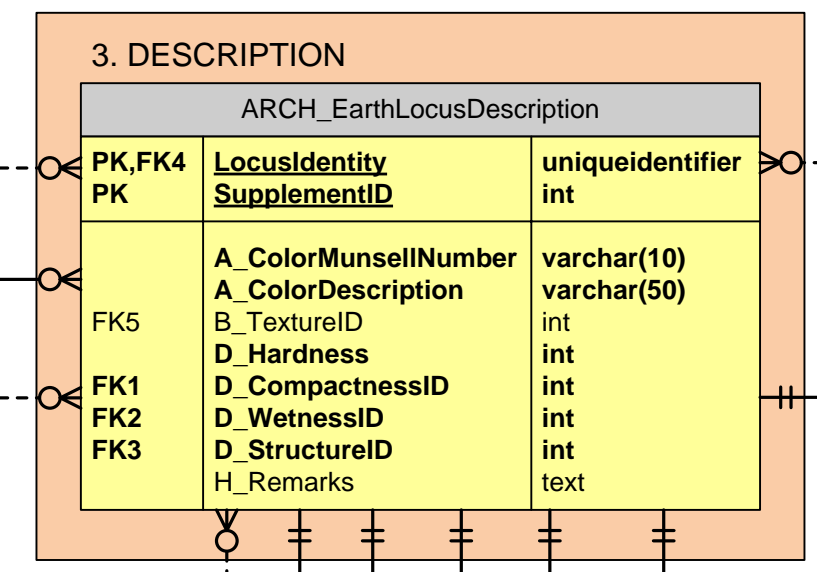 3. DESCRIPTION
ARCH_EarthLocusDescription
PK,FK4 LocusIdentity uniqueidentifier
PK SupplementID int
A_ColorMunsellNumber varchar(10)
A_ColorDescription varchar(50)
FK5 B_TextureID int
D_Hardness int
FK1 D_CompactnessID int
FK2 D_WetnessID int
FK3 D_StructureID int
H_Remarks text